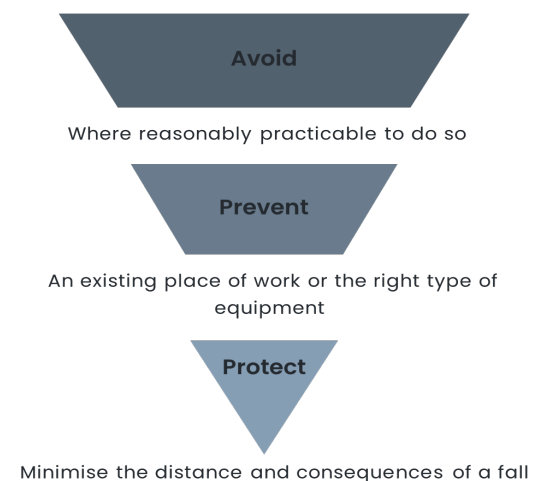 Avoid
Where reasonably practicable to do so
Prevent
An existing place of work or the right type of
equipment
Protect
Minimise the distance and consequences of a fall